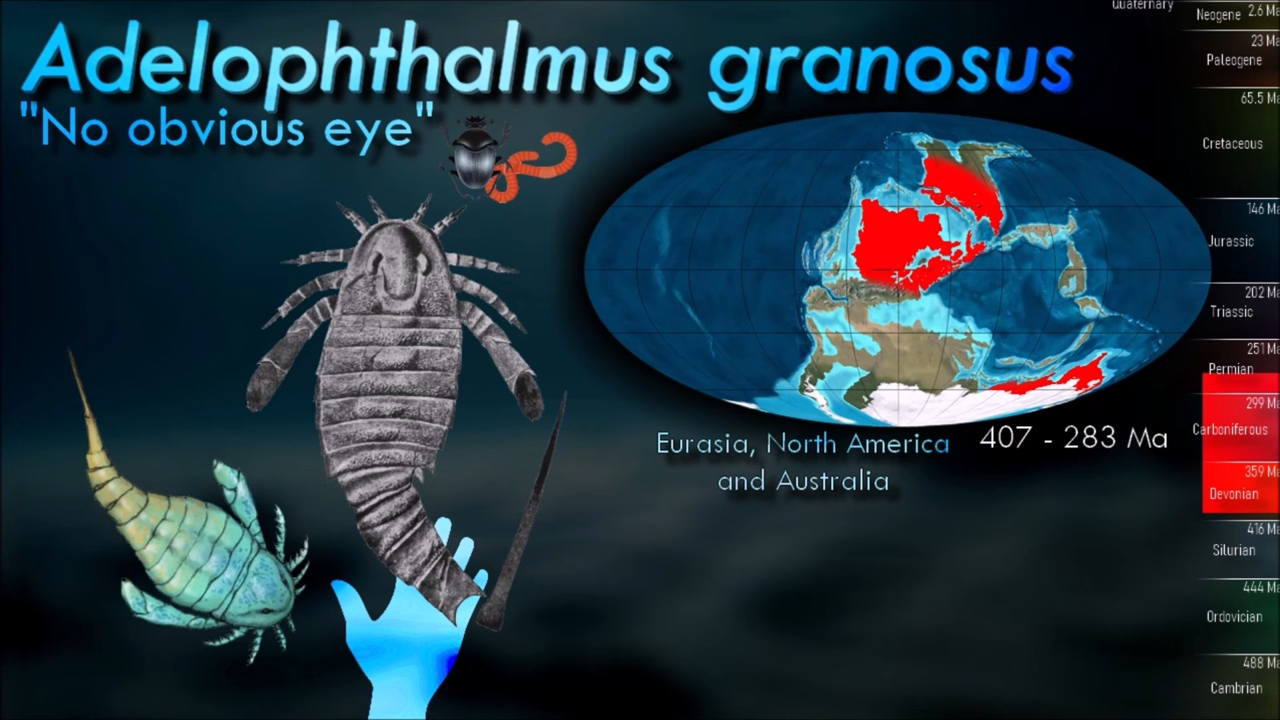 Adelophthalmus granosus
"No obvious eye"
Eurasia, North America
and Australia
407 - 283 Ma
Quaternary
2.6 Ma
Neogene
23 Ma
Paleogene
65.5 Ma
Cretaceous
146 Ma
Jurassic
202 Ma
Triassic
251 Ma
Permian
299 Ma
Carboniferous
359 Ma
Devonian
416 Ma
Silurian
444 Ma
Ordovician
488 Ma
Cambrian